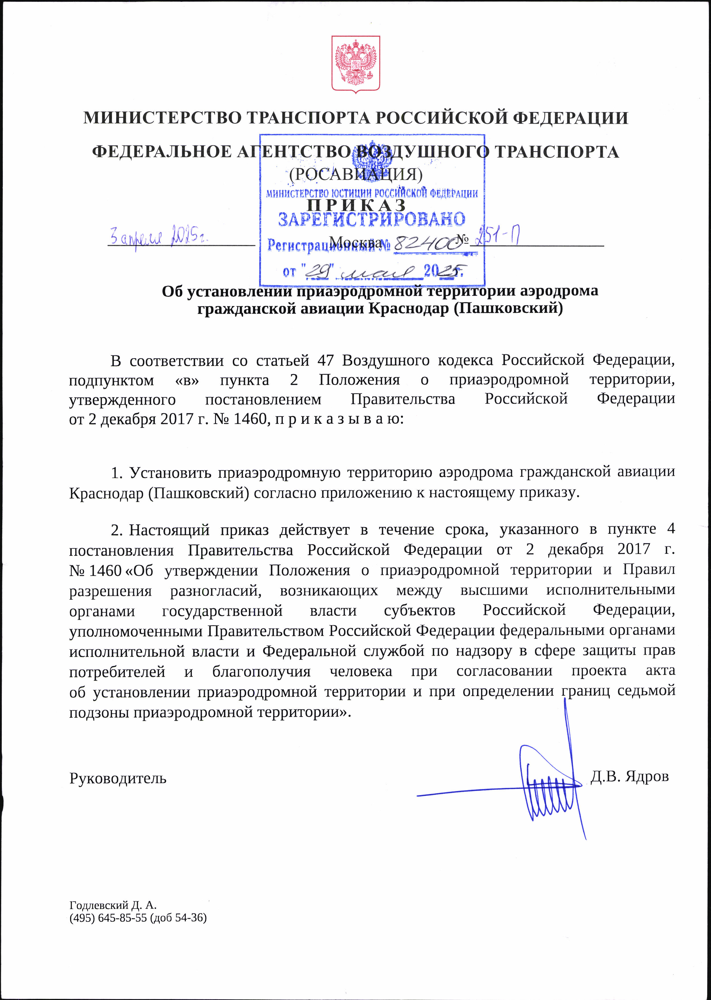 МИНИСТЕРСТВО ТРАНСПОРТА РОССИЙСКОЙ ФЕДЕРАЦИИ
ФЕДЕРАЛЬНОЕ АГЕНТСТВО ВОЗДУШНОГО ТРАНСПОРТА
(РОСАВИАЦИЯ)
МИНИСТЕРСТВО ЮСТИЦИИ РОССИЙСКОЙ ФЕДЕРАЦИИ
ПРИКАЗ
ЗАРЕГИСТРИРОВАНО
3 апреля 2025 г. Москва № 251-П
Регистрационный № 82400
от "29" мая 2025 г.
Об установлении приаэродромной территории аэродрома
гражданской авиации Краснодар (Пашковский)
В соответствии со статьей 47 Воздушного кодекса Российской Федерации,
подпунктом «в» пункта 2 Положения о приаэродромной территории,
утвержденного постановлением Правительства Российской Федерации
от 2 декабря 2017 г. № 1460, п р и к а з ы в а ю:
1. Установить приаэродромную территорию аэродрома гражданской авиации
Краснодар (Пашковский) согласно приложению к настоящему приказу.
2. Настоящий приказ действует в течение срока, указанного в пункте 4
постановления Правительства Российской Федерации от 2 декабря 2017 г.
№ 1460 «Об утверждении Положения о приаэродромной территории и Правил
разрешения разногласий, возникающих между высшими исполнительными
органами государственной власти субъектов Российской Федерации,
уполномоченными Правительством Российской Федерации федеральными органами
исполнительной власти и Федеральной службой по надзору в сфере защиты прав
потребителей и благополучия человека при согласовании проекта акта
об установлении приаэродромной территории и при определении границ седьмой
подзоны приаэродромной территории».
Руководитель Д.В. Ядров
Годлевский Д. А.
(495) 645-85-55 (доб 54-36)